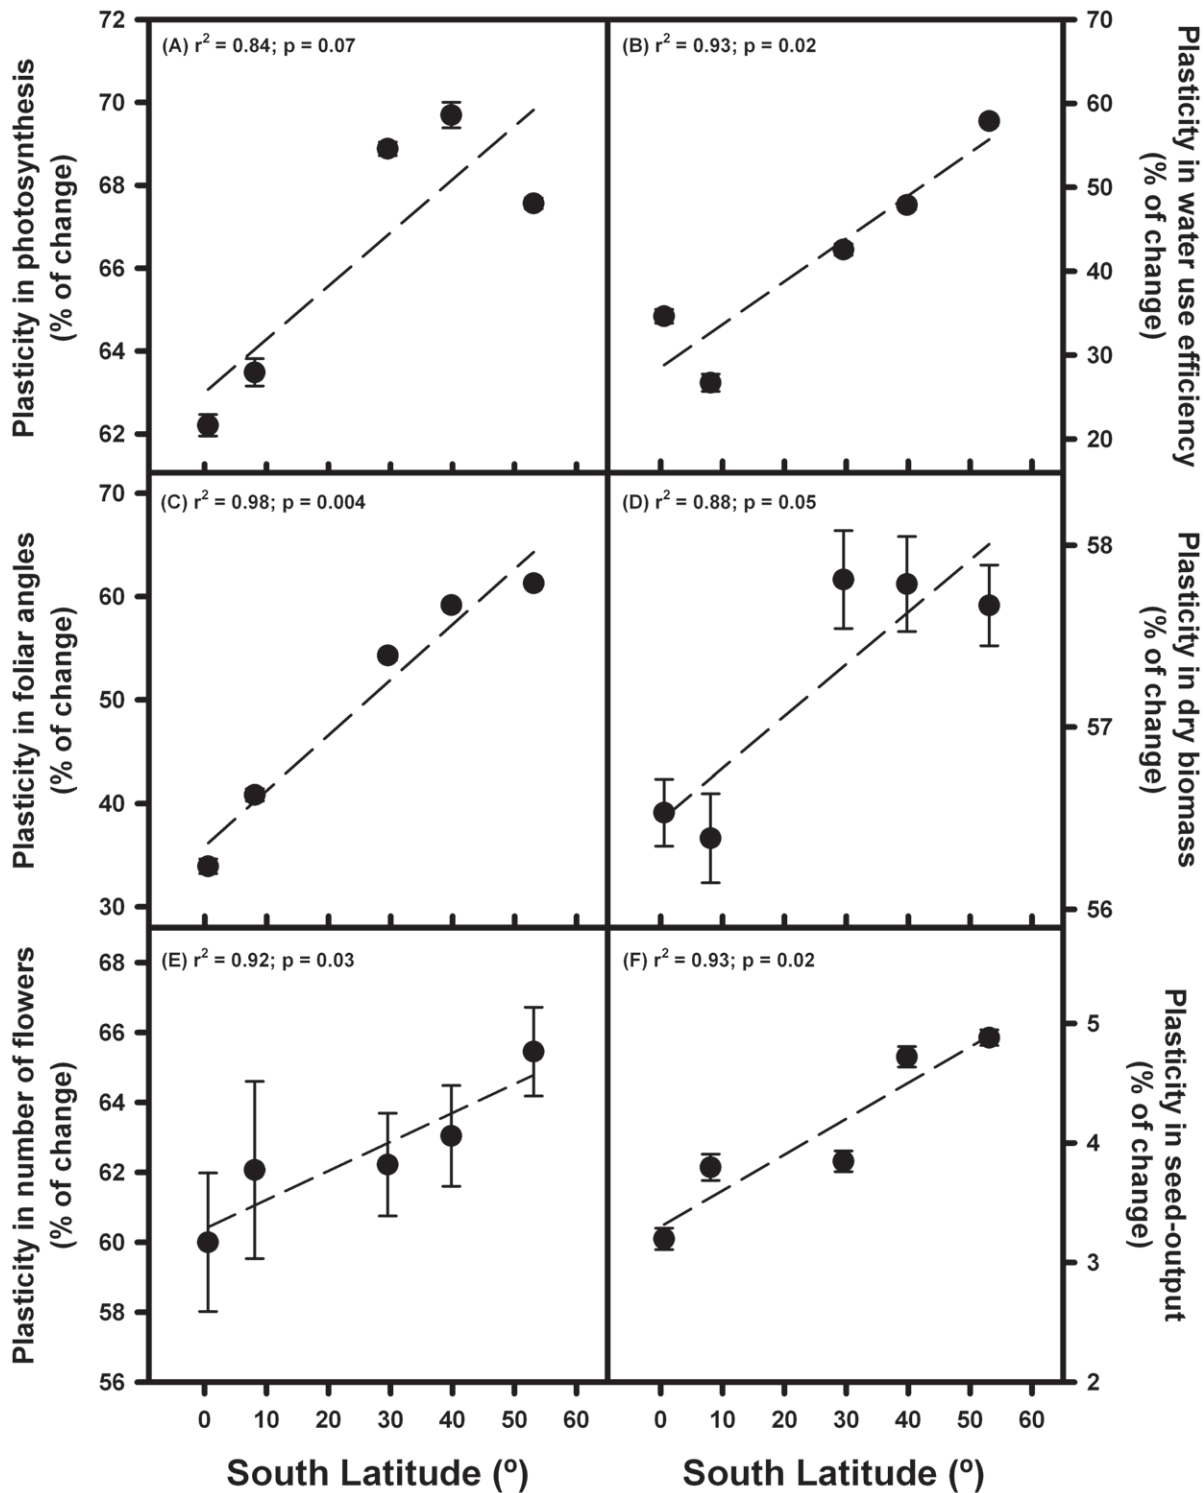 (A) r² = 0.84; p = 0.07
Plasticity in photosynthesis
(% of change)
72
70
68
66
64
62
(B) r² = 0.93; p = 0.02
70
60
50
40
30
20
Plasticity in water use efficiency
(% of change)
(C) r² = 0.98; p = 0.004
Plasticity in foliar angles
(% of change)
70
60
50
40
30
(D) r² = 0.88; p = 0.05
58
57
56
Plasticity in dry biomass
(% of change)
(E) r² = 0.92; p = 0.03
Plasticity in number of flowers
(% of change)
68
66
64
62
60
58
56
(F) r² = 0.93; p = 0.02
5
4
3
2
Plasticity in seed-output
(% of change)
0 10 20 30 40 50 60
0 10 20 30 40 50 60
South Latitude (º)
South Latitude (º)